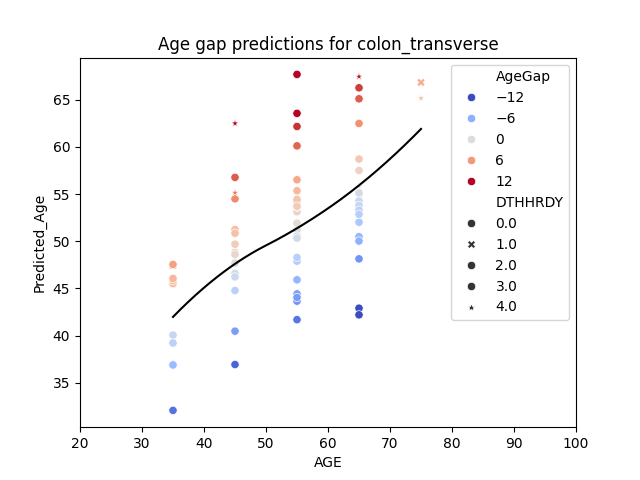 Age gap predictions for colon_transverse
Predicted_Age
65
60
55
50
45
40
35
20 30 40 50 60 70 80 90 100
AGE
AgeGap
−12
−6
0
6
12
DTHHRDY
0.0
1.0
2.0
3.0
4.0